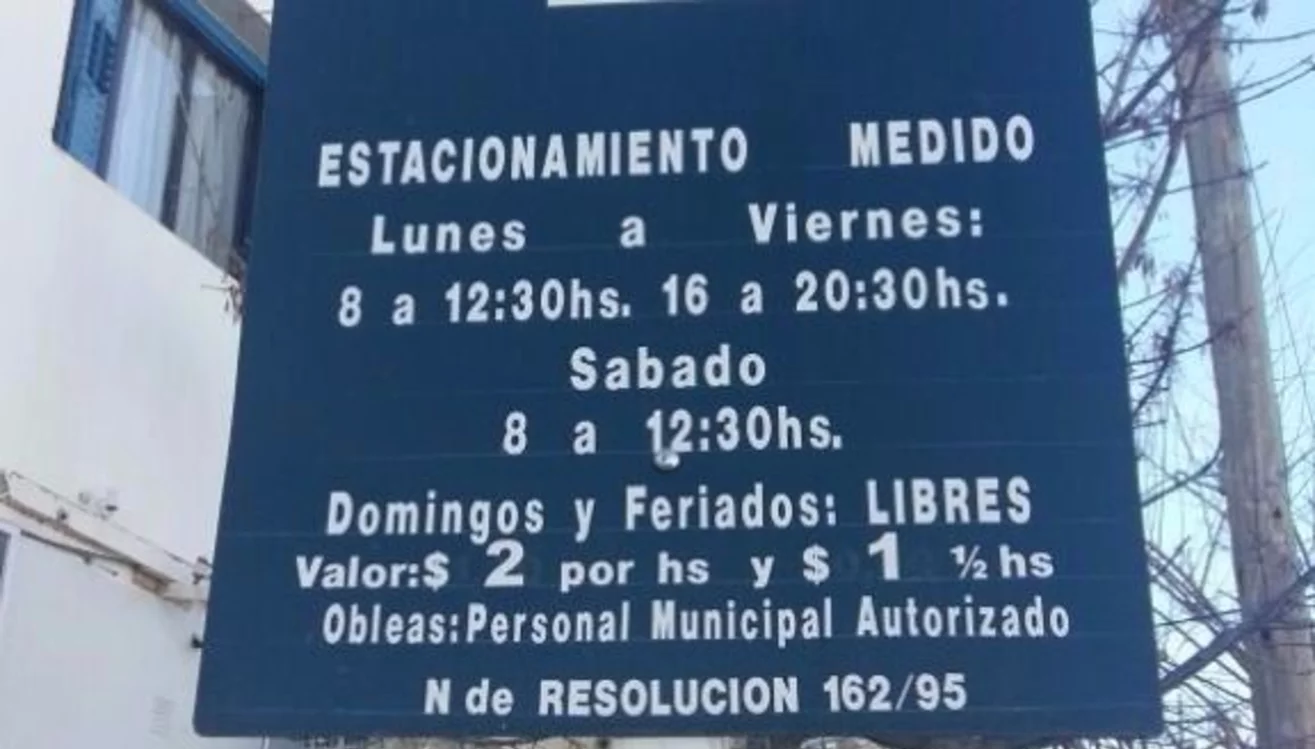 ESTACIONAMIENTO MEDIDO
Lunes a Viernes:
8 a 12:30hs. 16 a 20:30hs.
Sabado
8 a 12:30hs.
Domingos y Feriados: LIBRES
Valor:$ 2 por hs y $ 1 ½ hs
Obleas:Personal Municipal Autorizado
N de RESOLUCION 162/95